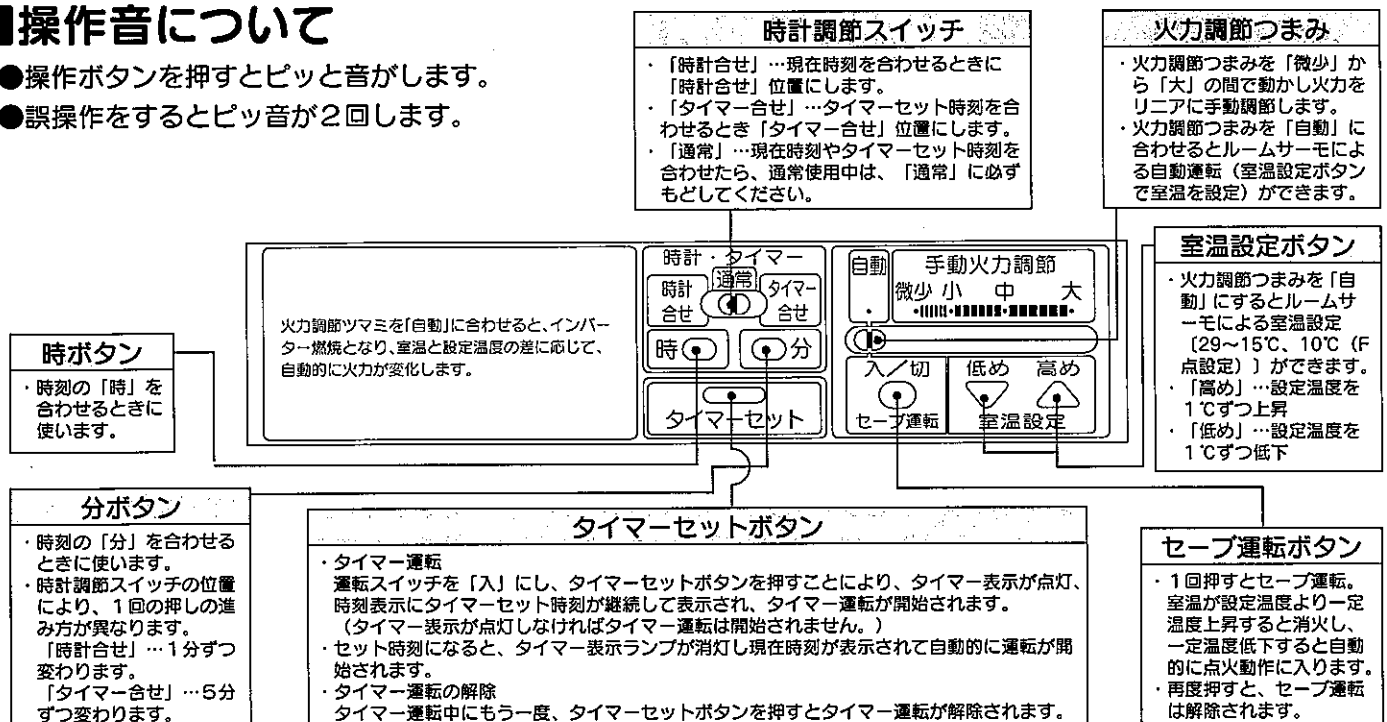 ■操作音について
●操作ボタンを押すとピッと音がします。
●誤操作をするとピッ音が2回します。
時計調節スイッチ
・「時計合せ」…現在時刻を合わせるときに
「時計合せ」位置にします。
・「タイマー合せ」…タイマーセット時刻を合
わせるとき「タイマー合せ」位置にします。
・「通常」…現在時刻やタイマーセット時刻を
合わせたら、通常使用中は、「通常」に必ず
もどしてください。
火力調節つまみ
・火力調節つまみを「微少」か
ら「大」の間で動かし火力を
リニアに手動調節します。
・火力調節つまみを「自動」に
合わせるとルームサーモによ
る自動運転（室温設定ボタン
で室温を設定）ができます。
火力調節ツマミを「自動」に合わせると、インバー
ター燃焼となり、室温と設定温度の差に応じて、
自動的に火力が変化します。
時計・タイマー
時計
合せ
通常
タイマー
合せ
時
分
タイマーセット
自動
手動火力調節
微少 小 中 大
入／切
セーブ運転
低め 高め
室温設定
室温設定ボタン
・火力調節つまみを「自
動」にするとルームサ
ーモによる室温設定
〔29〜15℃、10℃（F
点設定）〕ができます。
・「高め」…設定温度を
1℃ずつ上昇
・「低め」…設定温度を
1℃ずつ低下
時ボタン
・時刻の「時」を
合わせるときに
使います。
分ボタン
・時刻の「分」を合わせる
ときに使います。
・時計調節スイッチの位置
により、1回の押しの進
み方が異なります。
「時計合せ」…1分ずつ
変わります。
「タイマー合せ」…5分
ずつ変わります。
タイマーセットボタン
・タイマー運転
運転スイッチを「入」にし、タイマーセットボタンを押すことにより、タイマー表示が点灯、
時刻表示にタイマーセット時刻が継続して表示され、タイマー運転が開始されます。
（タイマー表示が点灯しなければタイマー運転は開始されません。）
・セット時刻になると、タイマー表示ランプが消灯し現在時刻が表示されて自動的に運転が開
始されます。
・タイマー運転の解除
タイマー運転中にもう一度、タイマーセットボタンを押すとタイマー運転が解除されます。
セーブ運転ボタン
・1回押すとセーブ運転。
室温が設定温度より一定
温度上昇すると消火し、
一定温度低下すると自動
的に点火動作に入ります。
・再度押すと、セーブ運転
は解除されます。